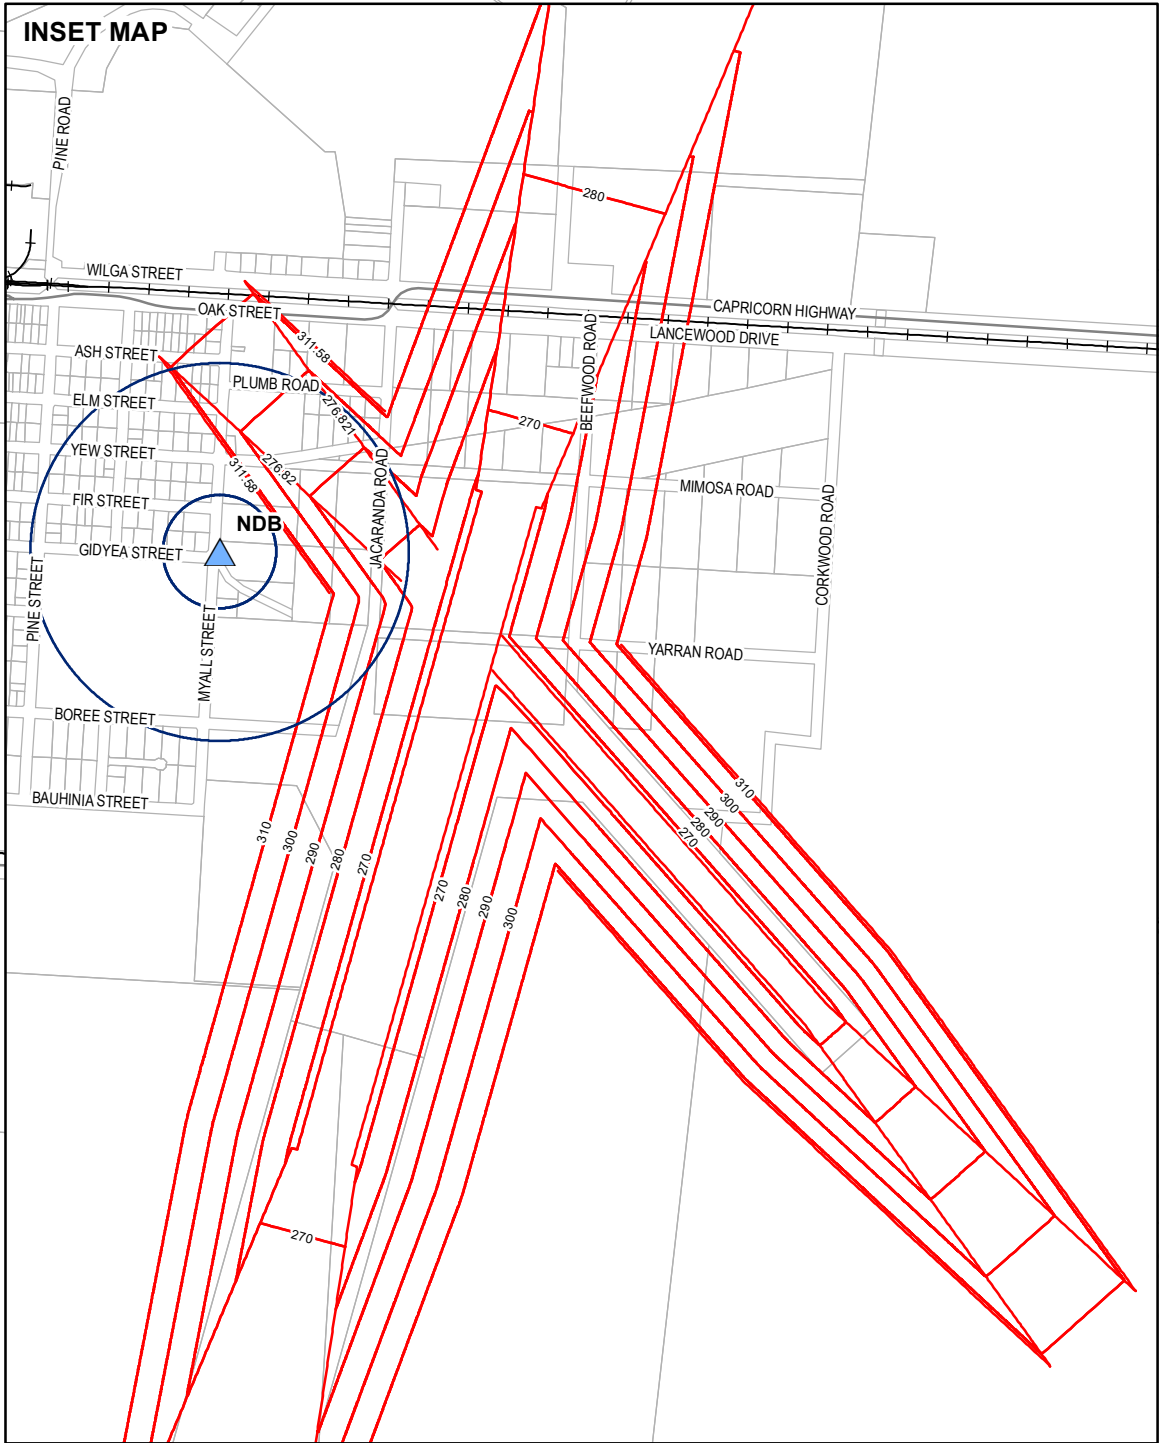 INSET MAP
PINE ROAD
280
WILGA STREET
OAK STREET
CAPRICORN HIGHWAY
LANCEWOOD DRIVE
311.58
ASH STREET
PLUMB ROAD
ELM STREET
276.821
BEEFWOOD ROAD
270
YEW STREET
276.82
311.58
JACARANDA ROAD
MIMOSA ROAD
FIR STREET
NDB
GIDYEA STREET
CORKWOOD ROAD
PINE STREET
MYALL STREET
YARRAN ROAD
BOREE STREET
BAUHINIA STREET
310
300
290
280
270
310
300
290
280
270
270
280
290
300
270